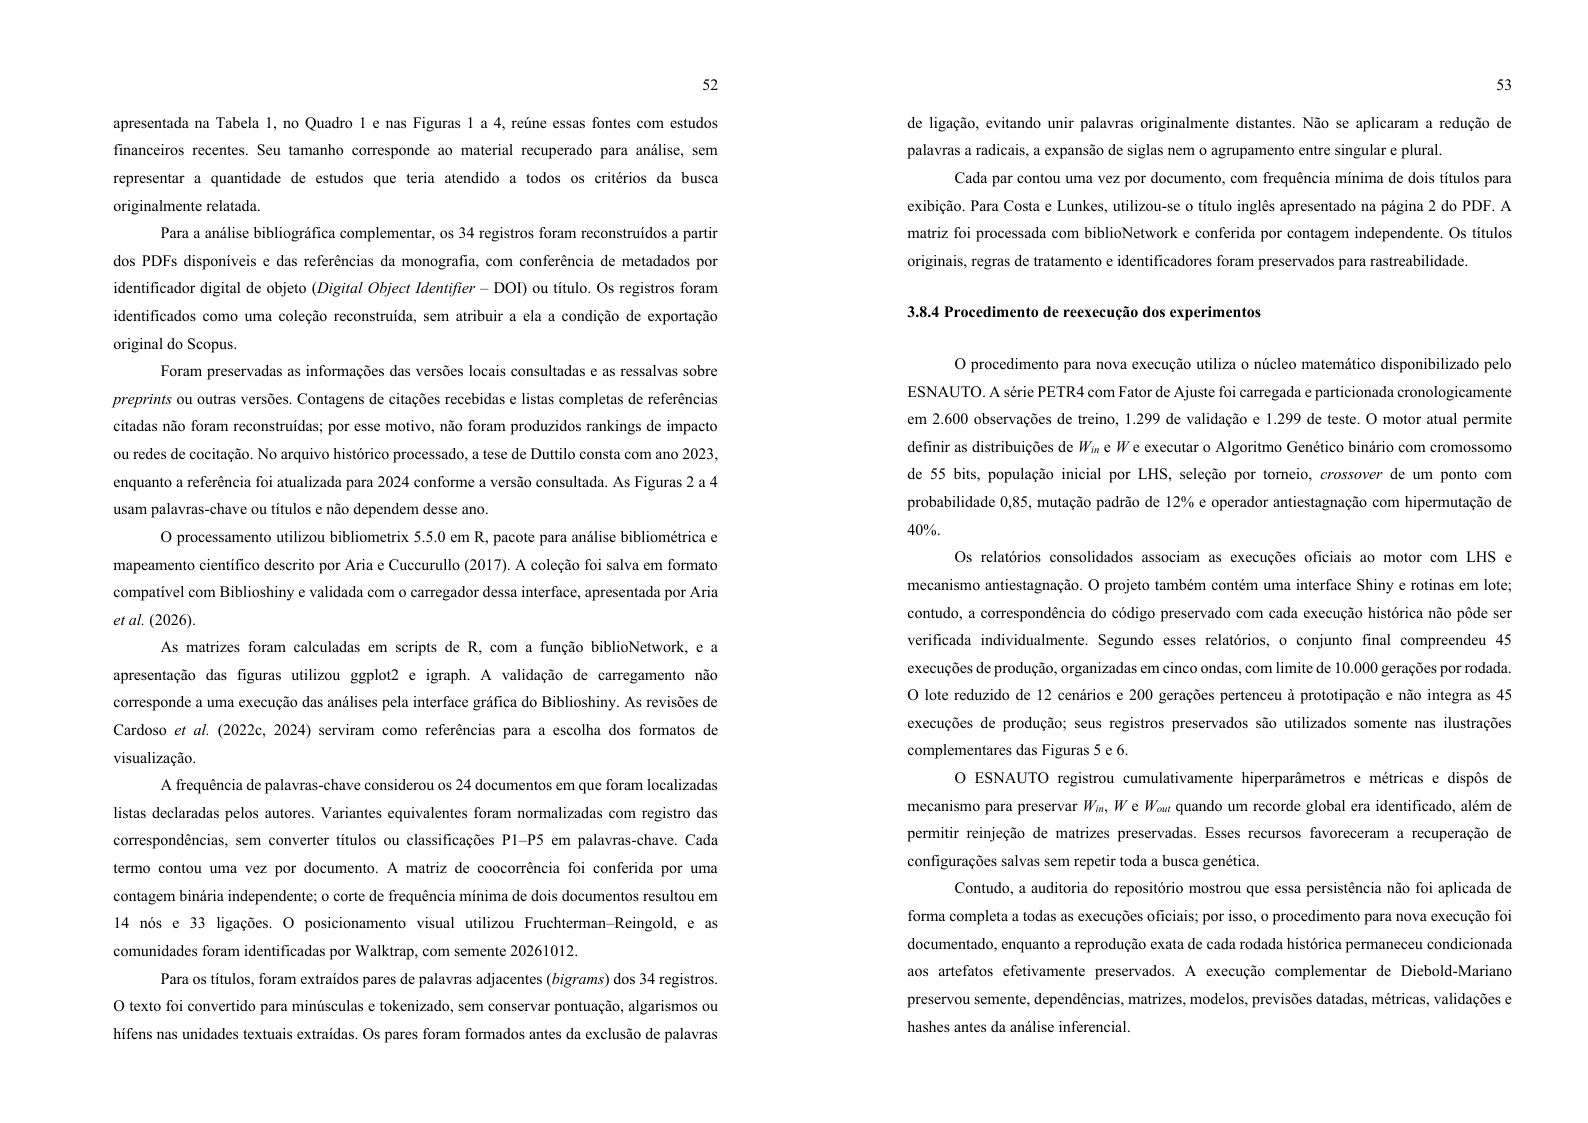 52
apresentada na Tabela 1, no Quadro 1 e nas Figuras 1 a 4, reúne essas fontes com estudos
financeiros recentes. Seu tamanho corresponde ao material recuperado para análise, sem
representar a quantidade de estudos que teria atendido a todos os critérios da busca
originalmente relatada.
Para a análise bibliográfica complementar, os 34 registros foram reconstruídos a partir
dos PDFs disponíveis e das referências da monografia, com conferência de metadados por
identificador digital de objeto (Digital Object Identifier – DOI) ou título. Os registros foram
identificados como uma coleção reconstruída, sem atribuir a ela a condição de exportação
original do Scopus.
Foram preservadas as informações das versões locais consultadas e as ressalvas sobre
preprints ou outras versões. Contagens de citações recebidas e listas completas de referências
citadas não foram reconstruídas; por esse motivo, não foram produzidos rankings de impacto
ou redes de cocitação. No arquivo histórico processado, a tese de Duttilo consta com ano 2023,
enquanto a referência foi atualizada para 2024 conforme a versão consultada. As Figuras 2 a 4
usam palavras-chave ou títulos e não dependem desse ano.
O processamento utilizou bibliometrix 5.5.0 em R, pacote para análise bibliométrica e
mapeamento científico descrito por Aria e Cuccurullo (2017). A coleção foi salva em formato
compatível com Biblioshiny e validada com o carregador dessa interface, apresentada por Aria
et al. (2026).
As matrizes foram calculadas em scripts de R, com a função biblioNetwork, e a
apresentação das figuras utilizou ggplot2 e igraph. A validação de carregamento não
corresponde a uma execução das análises pela interface gráfica do Biblioshiny. As revisões de
Cardoso et al. (2022c, 2024) serviram como referências para a escolha dos formatos de
visualização.
A frequência de palavras-chave considerou os 24 documentos em que foram localizadas
listas declaradas pelos autores. Variantes equivalentes foram normalizadas com registro das
correspondências, sem converter títulos ou classificações P1–P5 em palavras-chave. Cada
termo contou uma vez por documento. A matriz de coocorrência foi conferida por uma
contagem binária independente; o corte de frequência mínima de dois documentos resultou em
14 nós e 33 ligações. O posicionamento visual utilizou Fruchterman–Reingold, e as
comunidades foram identificadas por Walktrap, com semente 20261012.
Para os títulos, foram extraídos pares de palavras adjacentes (bigrams) dos 34 registros.
O texto foi convertido para minúsculas e tokenizado, sem conservar pontuação, algarismos ou
hífens nas unidades textuais extraídas. Os pares foram formados antes da exclusão de palavras
53
de ligação, evitando unir palavras originalmente distantes. Não se aplicaram a redução de
palavras a radicais, a expansão de siglas nem o agrupamento entre singular e plural.
Cada par contou uma vez por documento, com frequência mínima de dois títulos para
exibição. Para Costa e Lunkes, utilizou-se o título inglês apresentado na página 2 do PDF. A
matriz foi processada com biblioNetwork e conferida por contagem independente. Os títulos
originais, regras de tratamento e identificadores foram preservados para rastreabilidade.
3.8.4 Procedimento de reexecução dos experimentos
O procedimento para nova execução utiliza o núcleo matemático disponibilizado pelo
ESNAUTO. A série PETR4 com Fator de Ajuste foi carregada e particionada cronologicamente
em 2.600 observações de treino, 1.299 de validação e 1.299 de teste. O motor atual permite
definir as distribuições de Win e W e executar o Algoritmo Genético binário com cromossomo
de 55 bits, população inicial por LHS, seleção por torneio, crossover de um ponto com
probabilidade 0,85, mutação padrão de 12% e operador antiestagnação com hipermutação de
40%.
Os relatórios consolidados associam as execuções oficiais ao motor com LHS e
mecanismo antiestagnação. O projeto também contém uma interface Shiny e rotinas em lote;
contudo, a correspondência do código preservado com cada execução histórica não pôde ser
verificada individualmente. Segundo esses relatórios, o conjunto final compreendeu 45
execuções de produção, organizadas em cinco ondas, com limite de 10.000 gerações por rodada.
O lote reduzido de 12 cenários e 200 gerações pertenceu à prototipação e não integra as 45
execuções de produção; seus registros preservados são utilizados somente nas ilustrações
complementares das Figuras 5 e 6.
O ESNAUTO registrou cumulativamente hiperparâmetros e métricas e dispôs de
mecanismo para preservar Win, W e Wout quando um recorde global era identificado, além de
permitir reinjeção de matrizes preservadas. Esses recursos favoreceram a recuperação de
configurações salvas sem repetir toda a busca genética.
Contudo, a auditoria do repositório mostrou que essa persistência não foi aplicada de
forma completa a todas as execuções oficiais; por isso, o procedimento para nova execução foi
documentado, enquanto a reprodução exata de cada rodada histórica permaneceu condicionada
aos artefatos efetivamente preservados. A execução complementar de Diebold-Mariano
preservou semente, dependências, matrizes, modelos, previsões datadas, métricas, validações e
hashes antes da análise inferencial.